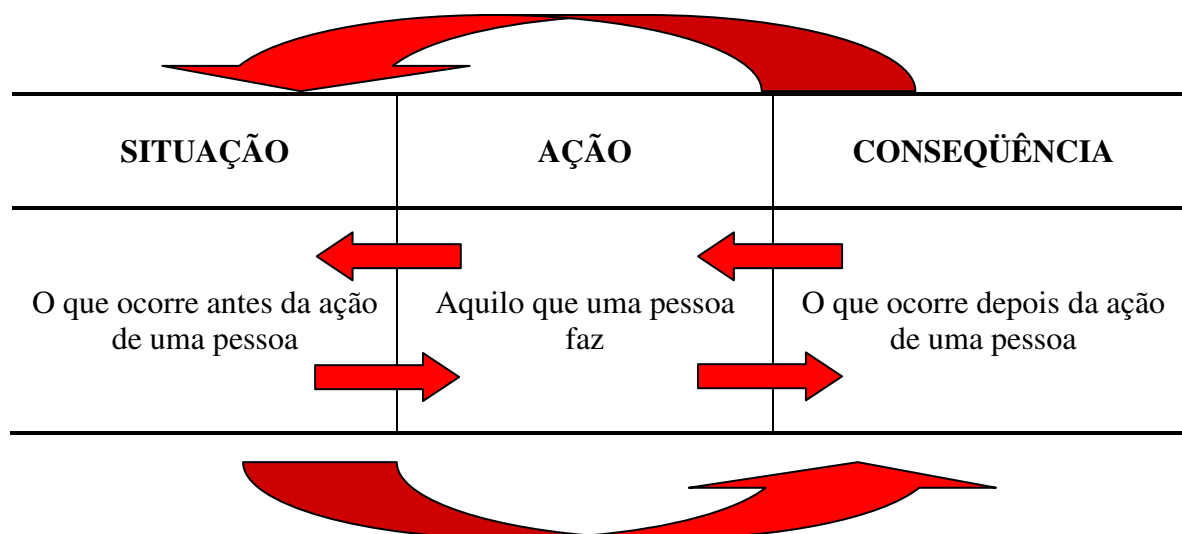 SITUAÇÃO
AÇÃO
CONSEQÜÊNCIA
O que ocorre antes da ação
de uma pessoa
Aquilo que uma pessoa
faz
O que ocorre depois da ação
de uma pessoa